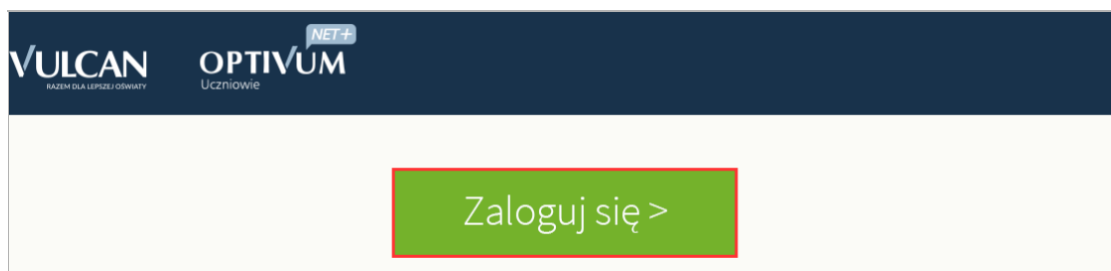 VULCAN
RAZEM DLA LEPSZEJ OŚWIATY
NET+
OPTIVUM
Uczniowie
Zaloguj się >